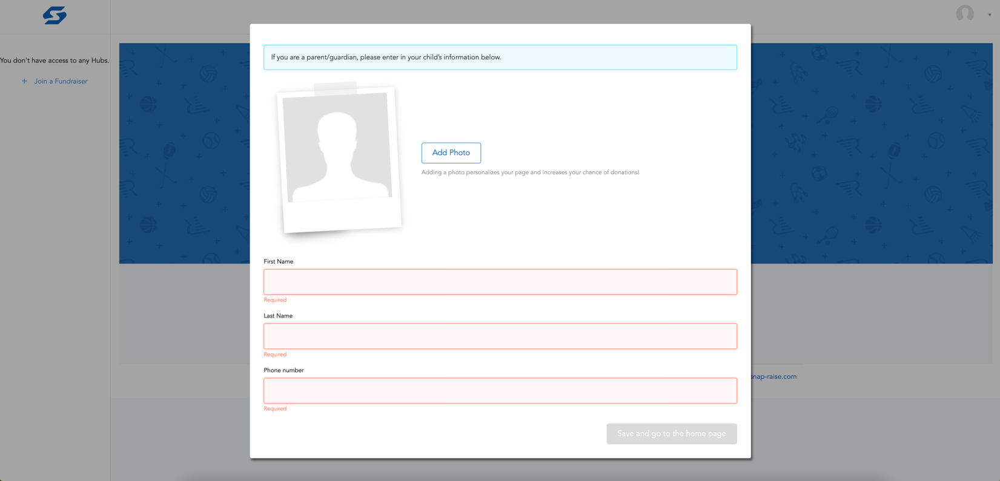 You don't have access to any Hubs.
+ Join a Fundraiser
If you are a parent/guardian, please enter in your child’s information below.
Add Photo
Adding a photo personalizes your page and increases your chance of donations!
First Name
Required
Last Name
Required
Phone number
Required
snap-raise.com
Save and go to the home page